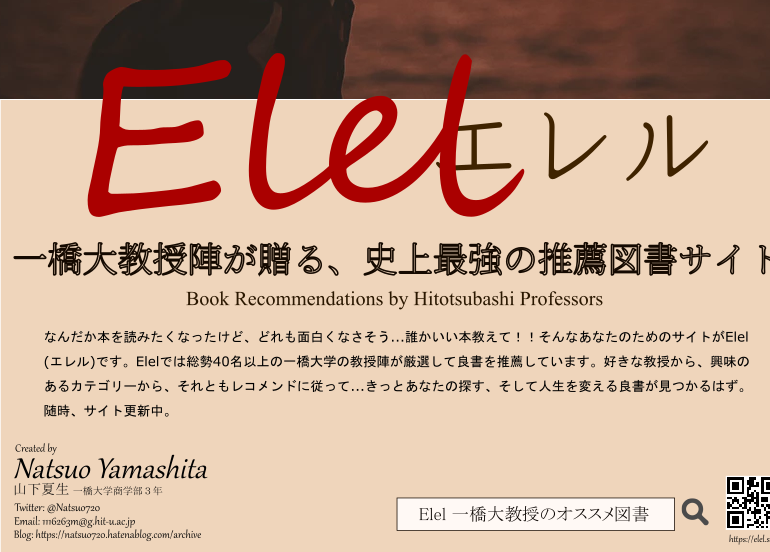 Elel エレル
一橋大教授陣が贈る、史上最強の推薦図書サイト
Book Recommendations by Hitotsubashi Professors
なんだか本を読みたくなったけど、どれも面白くなさそう...誰かいい本教えて！！そんなあなたのためのサイトがElel
(エレル)です。Elelでは総勢40名以上の一橋大学の教授陣が厳選して良書を推薦しています。好きな教授から、興味の
あるカテゴリーから、それともレコメンドに従って...きっとあなたの探す、そして人生を変える良書が見つかるはず。
随時、サイト更新中。
Created by
Natsuo Yamashita
山下夏生 一橋大学商学部３年
Twitter: @Natsuo720
Email: 1116263m@g.hit-u.ac.jp
Blog: https://natsuo720.hatenablog.com/archive
Elel 一橋大教授のオススメ図書
https://elel.s